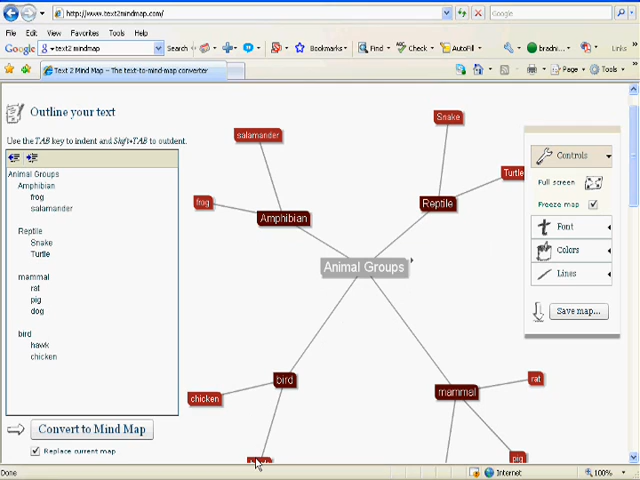 http://www.text2mindmap.com/
Google
File Edit View Favorites Tools Help
Google text2 mindmap Search Bookmarks Find Check AutoFill bradni... Links
Text 2 Mind Map – The text-to-mind-map converter
Page Tools
Outline your text
Use the TAB key to indent and Shift+TAB to outdent.
Animal Groups
Amphibian
frog
salamander
Reptile
Snake
Turtle
mammal
rat
pig
dog
bird
hawk
chicken
Convert to Mind Map
Replace current map
salamander
Snake
Turtle
frog
Amphibian
Reptile
Animal Groups
bird
chicken
mammal
rat
pig
Controls
Full screen
Freeze map
Font
Colors
Lines
Save map...
Done
Internet
100%